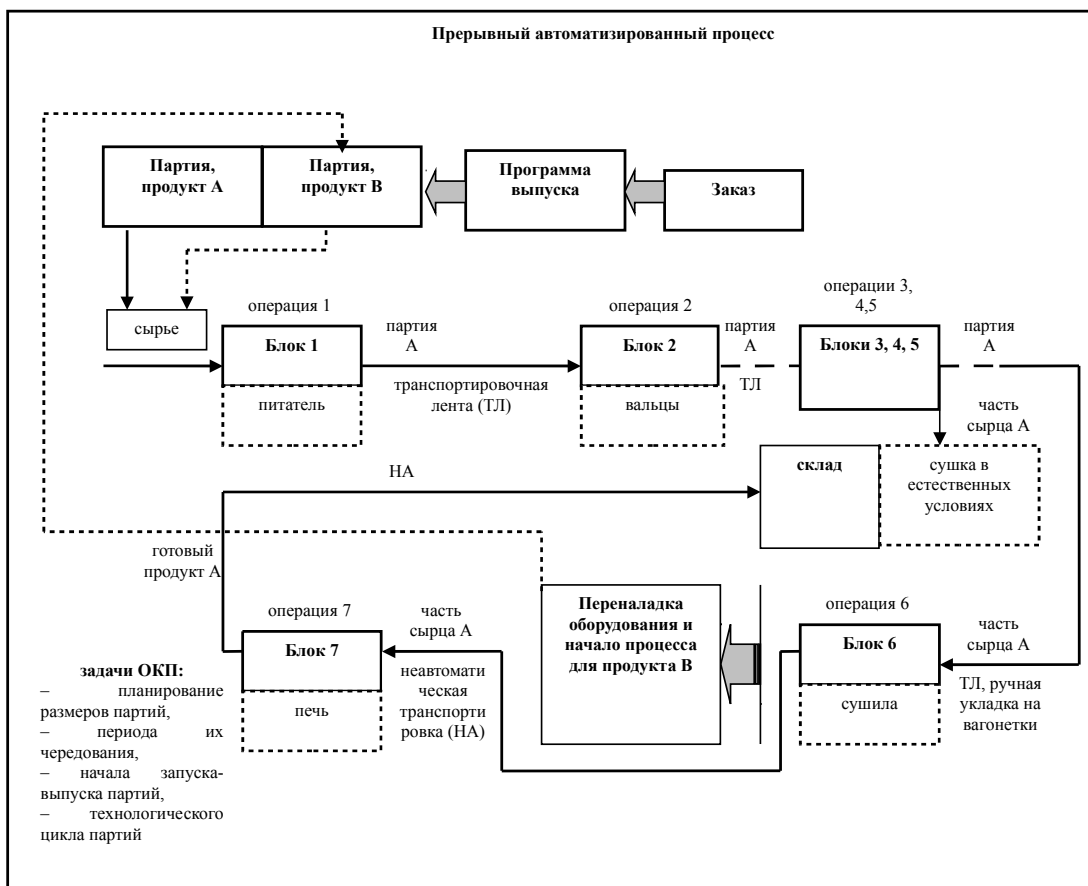 Прерывный автоматизированный процесс
Партия,
продукт А
Партия,
продукт В
Программа
выпуска
Заказ
сырье
операция 1
Блок 1
питатель
партия
А
транспортировочная
лента (ТЛ)
операция 2
Блок 2
вальцы
партия
А
ТЛ
операции 3,
4,5
Блоки 3, 4, 5
партия
А
часть
сырца А
НА
склад
сушка в
естественных
условиях
готовый
продукт А
операция 7
Блок 7
печь
часть
сырца А
неавтомати
ческая
транспорти
ровка (НА)
Переналадка
оборудования и
начало процесса
для продукта В
операция 6
Блок 6
сушила
часть
сырца А
ТЛ, ручная
укладка на
вагонетки
задачи ОКП:
– планирование
размеров партий,
– периода их
чередования,
– начала запуска-
выпуска партий,
– технологического
цикла партий